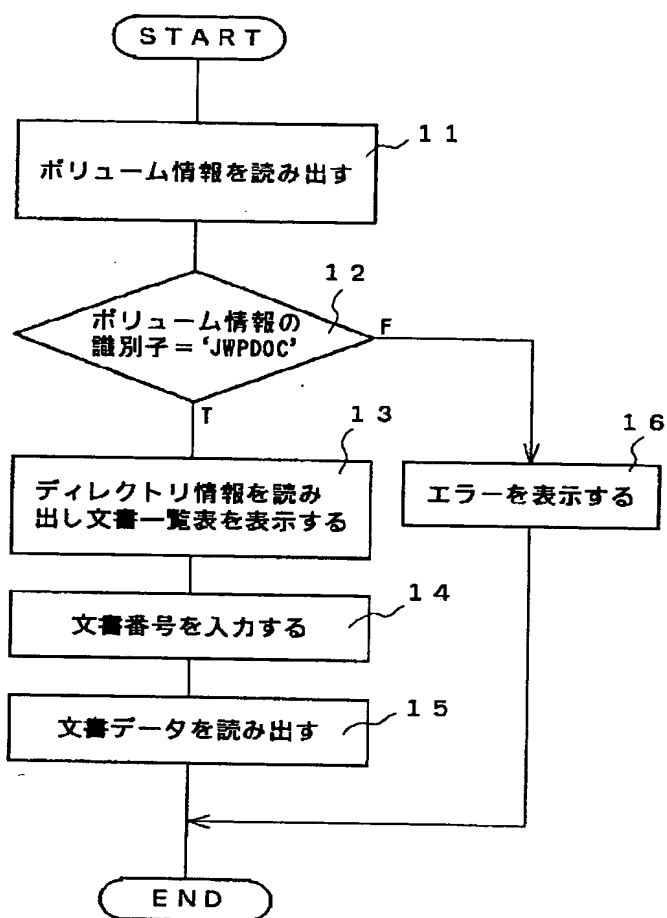 START
11
ボリューム情報を読み出す
12
ボリューム情報の
識別子='JWPDOC'
F
T
13
ディレクトリ情報を読み
出し文書一覧表を表示する
16
エラーを表示する
14
文書番号を入力する
15
文書データを読み出す
END